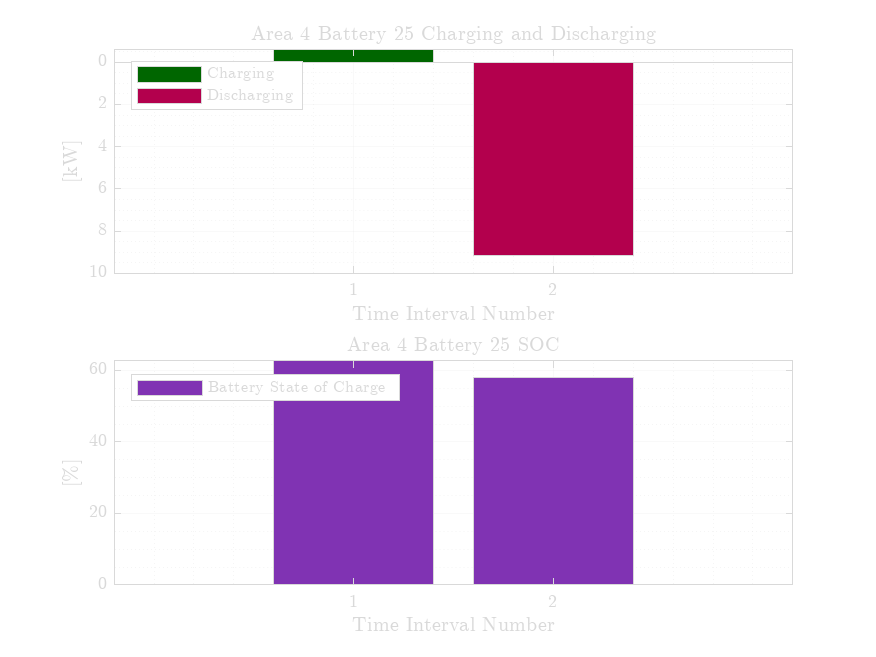 Area 4 Battery 25 Charging and Discharging
0
Charging
Discharging
2
4
[kW]
6
8
10
1 2
Time Interval Number
Area 4 Battery 25 SOC
60
Battery State of Charge
40
[%]
20
0
1 2
Time Interval Number